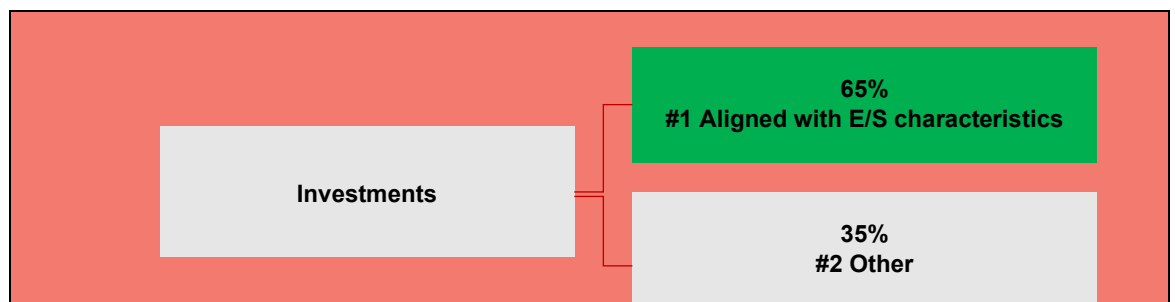 65%
#1 Aligned with E/S characteristics
Investments
35%
#2 Other